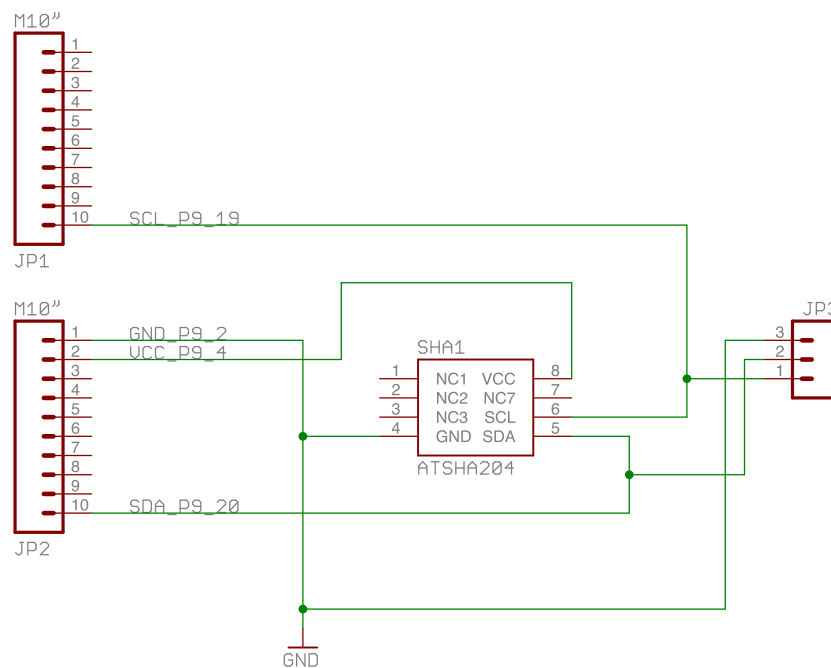 M10"
1
2
3
4
5
6
7
8
9
10 SCL_P9_19
JP1
M10"
1 GND_P9_2
2 VCC_P9_4
3
4
5
6
7
8
9
10 SDA_P9_20
JP2
SHA1
1 NC1 VCC 8
2 NC2 NC7 7
3 NC3 SCL 6
4 GND SDA 5
ATSHA204
JP3
3
2
1
GND